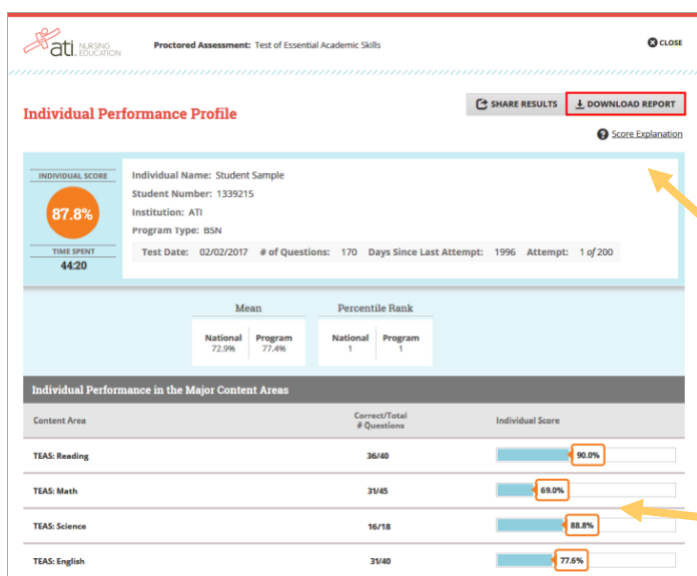 ati NURSING EDUCATION
Proctored Assessment: Test of Essential Academic Skills
CLOSE
Individual Performance Profile
SHARE RESULTS
DOWNLOAD REPORT
Score Explanation
INDIVIDUAL SCORE
87.8%
TIME SPENT
44:20
Individual Name: Student Sample
Student Number: 1339215
Institution: ATI
Program Type: BSN
Test Date: 02/02/2017 # of Questions: 170 Days Since Last Attempt: 1996 Attempt: 1 of 200
Mean Percentile Rank
National Program National Program
72.9% 77.4% 1 1
Individual Performance in the Major Content Areas
Content Area Correct/Total # Questions Individual Score
TEAS: Reading 36/40 90.0%
TEAS: Math 31/45 69.0%
TEAS: Science 16/18 88.8%
TEAS: English 31/40 77.6%